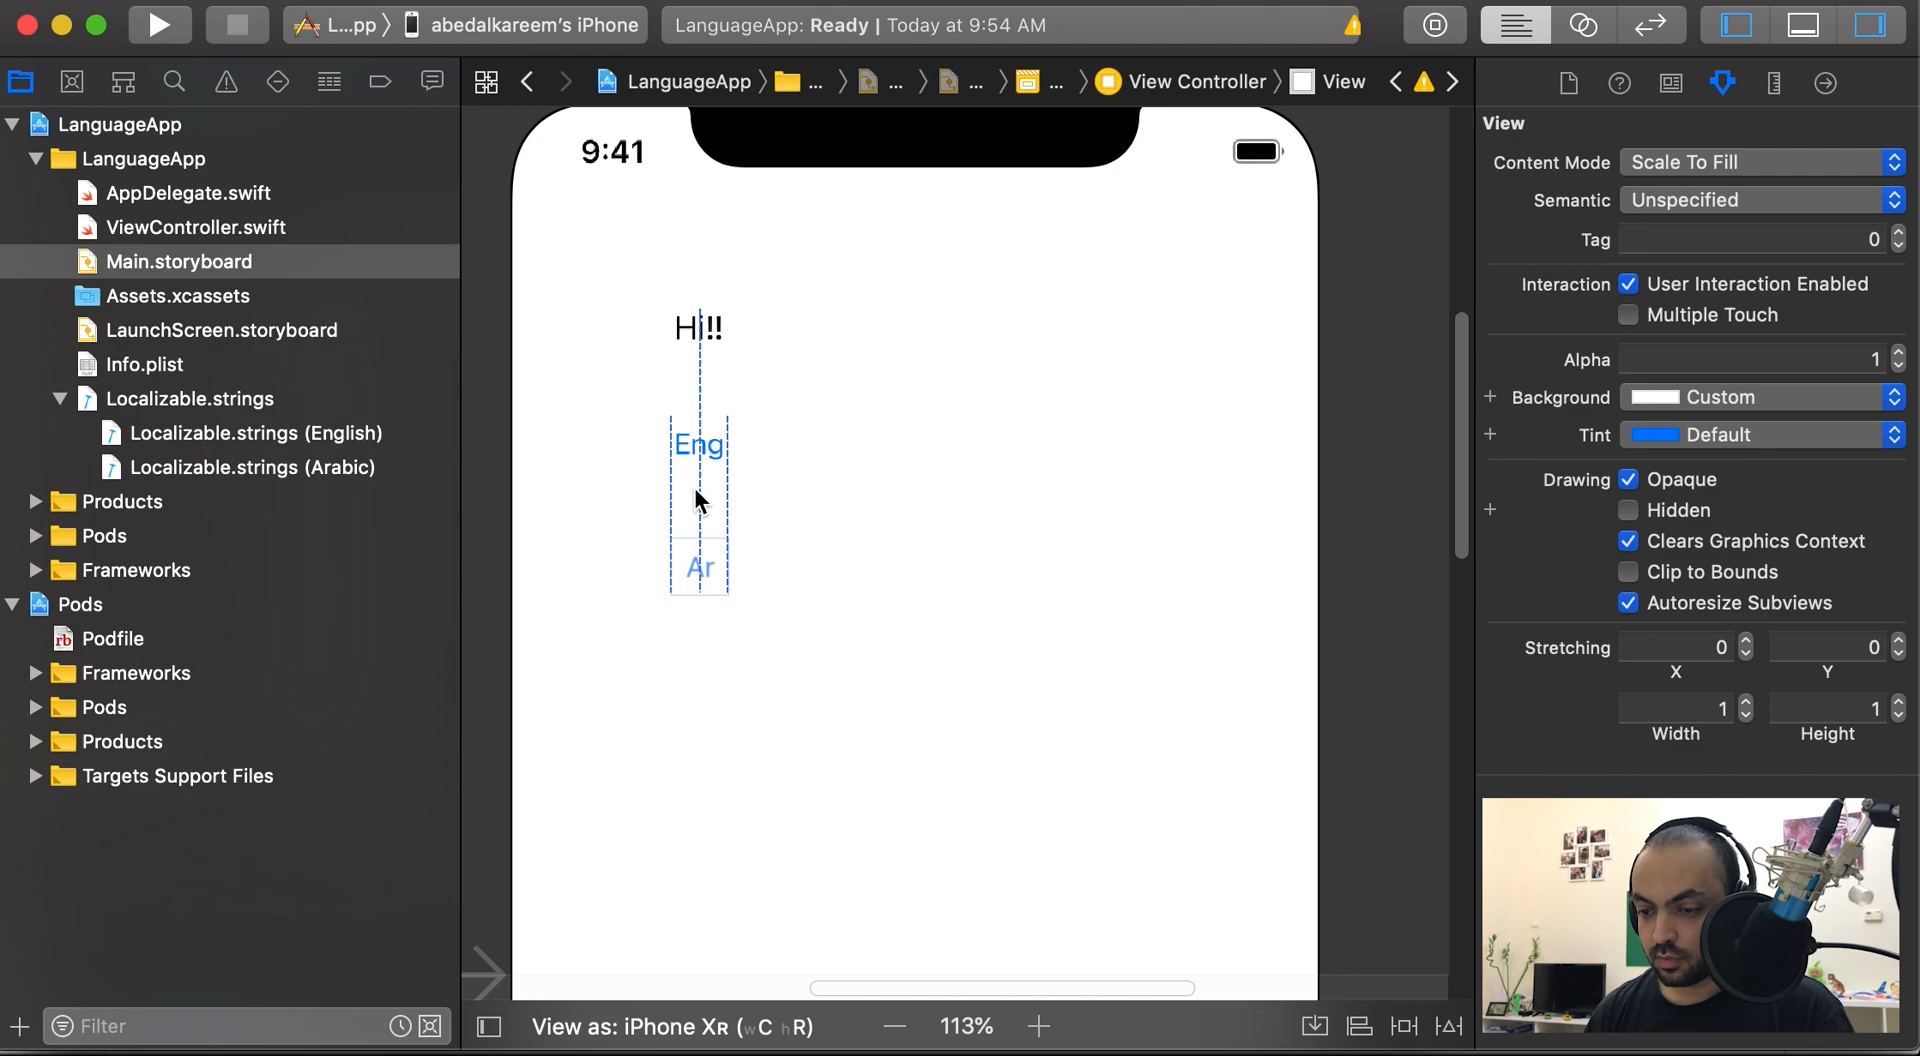 L...pp 〉 abedalkareem's iPhone
LanguageApp: Ready | Today at 9:54 AM
LanguageApp 〉 ... 〉 ... 〉 ... 〉 ... 〉 View Controller 〉 View
LanguageApp
LanguageApp
AppDelegate.swift
ViewController.swift
Main.storyboard
Assets.xcassets
LaunchScreen.storyboard
Info.plist
Localizable.strings
Localizable.strings (English)
Localizable.strings (Arabic)
Products
Pods
Frameworks
Pods
rb Podfile
Frameworks
Pods
Products
Targets Support Files
Filter
9:41
Hi!!
Eng
Ar
View as: iPhone XR (wC hR)
— 113% +
View
Content Mode Scale To Fill
Semantic Unspecified
Tag 0
Interaction User Interaction Enabled
Multiple Touch
Alpha 1
+ Background Custom
+ Tint Default
Drawing Opaque
+ Hidden
Clears Graphics Context
Clip to Bounds
Autoresize Subviews
Stretching 0 0
X Y
1 1
Width Height